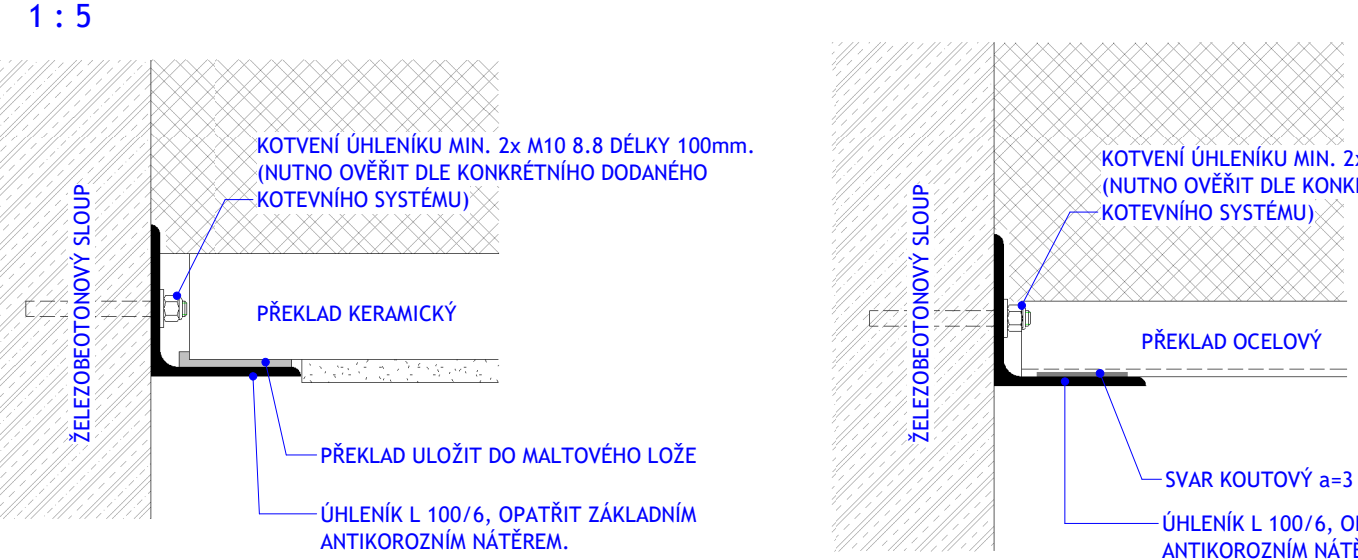 1 : 5
KOTVENÍ ÚHLENÍKU MIN. 2x M10 8.8 DÉLKY 100mm.
(NUTNO OVĚŘIT DLE KONKRÉTNÍHO DODANÉHO
KOTEVNÍHO SYSTÉMU)
ŽELEZOBEOTONOVÝ SLOUP
PŘEKLAD KERAMICKÝ
PŘEKLAD ULOŽIT DO MALTOVÉHO LOŽE
ÚHLENÍK L 100/6, OPATŘIT ZÁKLADNÍM
ANTIKOROZNÍM NÁTĚREM.
KOTVENÍ ÚHLENÍKU MIN.
(NUTNO OVĚŘIT DLE
KOTEVNÍHO SYSTÉMU)
ŽELEZOBEOTONOVÝ SLOUP
PŘEKLAD OCELOVÝ
SVAR KOUTOVÝ a=3
ÚHLENÍK L 100/6,
ANTIKOROZNÍM